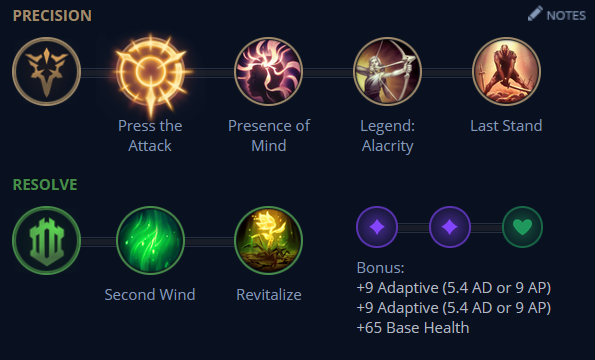 PRECISION
NOTES
Press the
Attack
Presence of
Mind
Legend:
Alacrity
Last Stand
RESOLVE
Second Wind
Revitalize
Bonus:
+9 Adaptive (5.4 AD or 9 AP)
+9 Adaptive (5.4 AD or 9 AP)
+65 Base Health